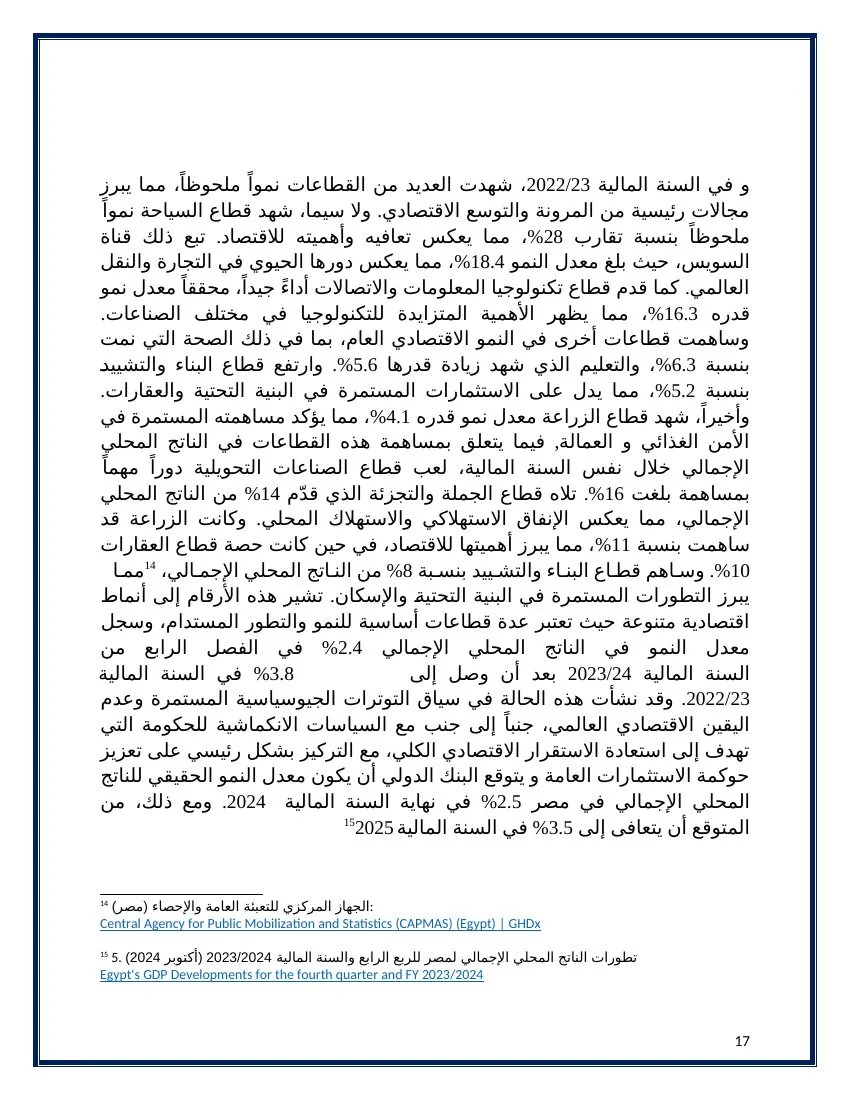 و في السنة المالية 2022/23، شهدت العديد من القطاعات نمواً ملحوظاً، مما يبرز
مجالات رئيسية من المرونة والتوسع الاقتصادي. ولا سيما، شهد قطاع السياحة نمواً
ملحوظاً بنسبة تقارب 28%، مما يعكس تعافيه وأهميته للاقتصاد. تبع ذلك قناة
السويس، حيث بلغ معدل النمو 18.4%، مما يعكس دورها الحيوي في التجارة والنقل
العالمي. كما قدم قطاع تكنولوجيا المعلومات والاتصالات أداءً جيداً، محققاً معدل نمو
قدره 16.3%، مما يظهر الأهمية المتزايدة للتكنولوجيا في مختلف الصناعات.
وساهمت قطاعات أخرى في النمو الاقتصادي العام، بما في ذلك الصحة التي نمت
بنسبة 6.3%، والتعليم الذي شهد زيادة قدرها 5.6%. وارتفع قطاع البناء والتشييد
بنسبة 5.2%، مما يدل على الاستثمارات المستمرة في البنية التحتية والعقارات.
وأخيراً، شهد قطاع الزراعة معدل نمو قدره 4.1%، مما يؤكد مساهمته المستمرة في
الأمن الغذائي و العمالة, فيما يتعلق بمساهمة هذه القطاعات في الناتج المحلي
الإجمالي خلال نفس السنة المالية، لعب قطاع الصناعات التحويلية دوراً مهماً
بمساهمة بلغت 16%. تلاه قطاع الجملة والتجزئة الذي قدّم 14% من الناتج المحلي
الإجمالي، مما يعكس الإنفاق الاستهلاكي والاستهلاك المحلي. وكانت الزراعة قد
ساهمت بنسبة 11%، مما يبرز أهميتها للاقتصاد، في حين كانت حصة قطاع العقارات
10%. وساهم قطاع البناء والتشييد بنسبة 8% من الناتج المحلي الإجمالي، 14مما
يبرز التطورات المستمرة في البنية التحتية والإسكان. تشير هذه الأرقام إلى أنماط
اقتصادية متنوعة حيث تعتبر عدة قطاعات أساسية للنمو والتطور المستدام، وسجل
معدل النمو في الناتج المحلي الإجمالي 2.4% في الفصل الرابع من
السنة المالية 2023/24 بعد أن وصل إلى 3.8% في السنة المالية
2022/23. وقد نشأت هذه الحالة في سياق التوترات الجيوسياسية المستمرة وعدم
اليقين الاقتصادي العالمي، جنباً إلى جنب مع السياسات الانكماشية للحكومة التي
تهدف إلى استعادة الاستقرار الاقتصادي الكلي، مع التركيز بشكل رئيسي على تعزيز
حوكمة الاستثمارات العامة و يتوقع البنك الدولي أن يكون معدل النمو الحقيقي للناتج
المحلي الإجمالي في مصر 2.5% في نهاية السنة المالية 2024. ومع ذلك، من
المتوقع أن يتعافى إلى 3.5% في السنة المالية 2025 15
14 الجهاز المركزي للتعبئة العامة والإحصاء (مصر):
Central Agency for Public Mobilization and Statistics (CAPMAS) (Egypt) | GHDx
15 5. تطورات الناتج المحلي الإجمالي لمصر للربع الرابع والسنة المالية 2023/2024 (أكتوبر 2024)
Egypt's GDP Developments for the fourth quarter and FY 2023/2024
17